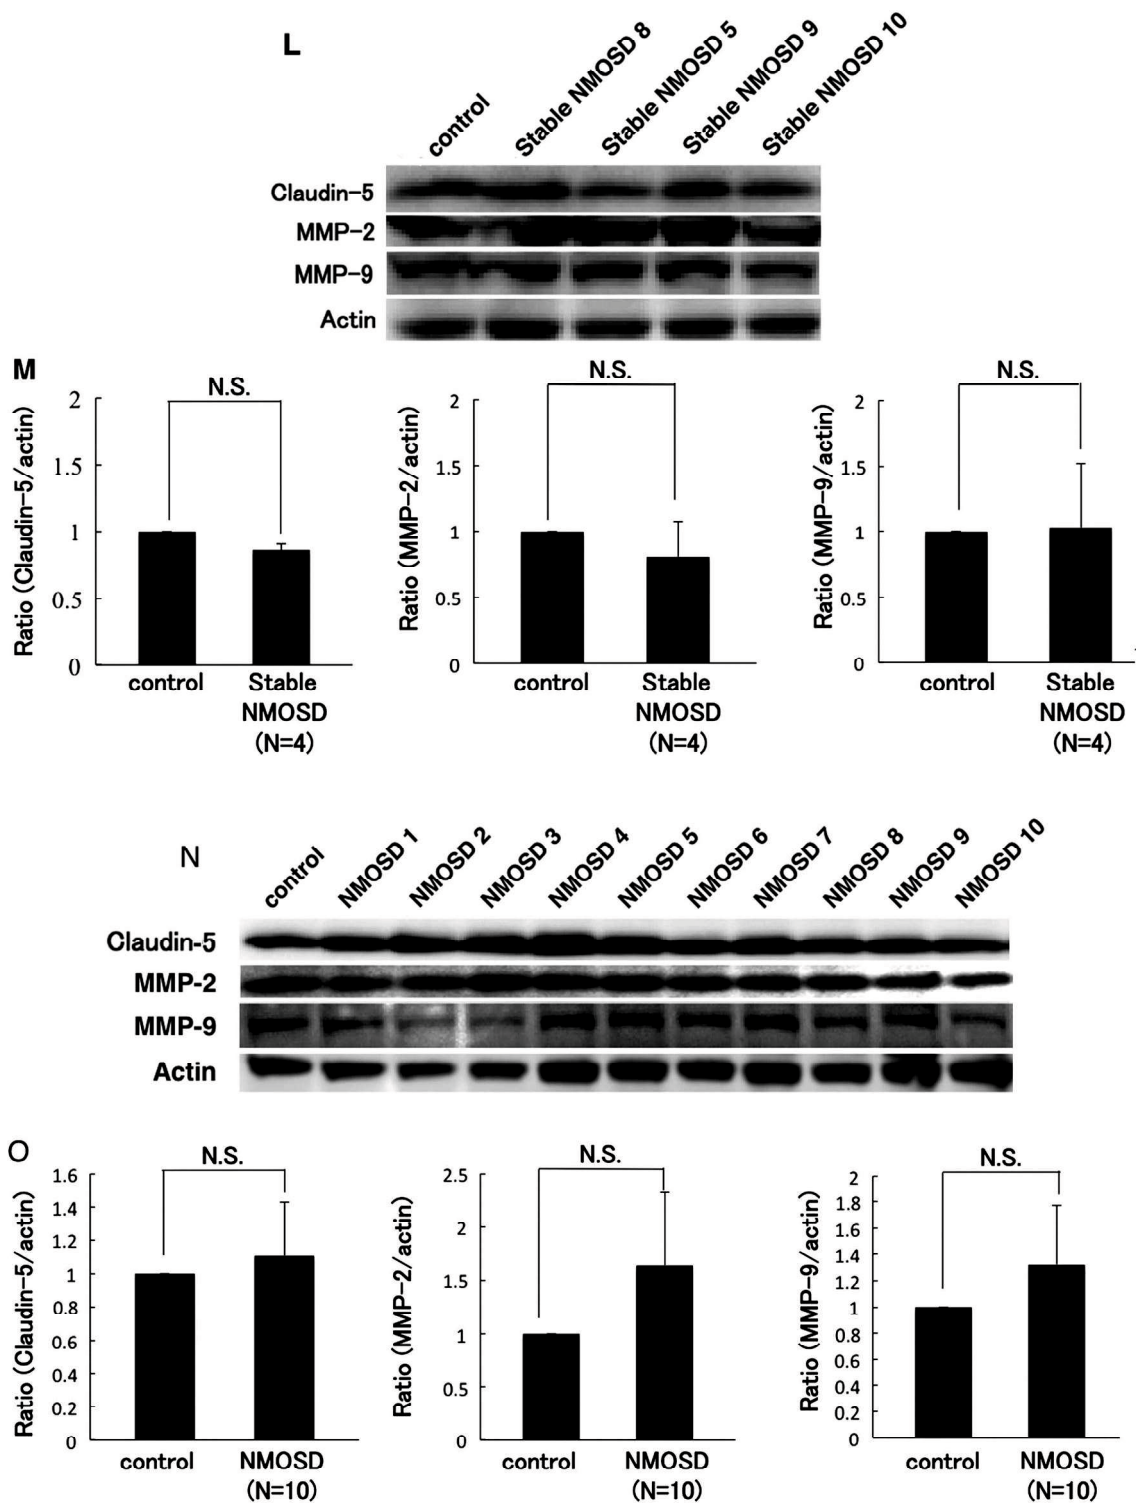 L
control
Stable NMOSD 8
Stable NMOSD 5
Stable NMOSD 9
Stable NMOSD 10
Claudin-5
MMP-2
MMP-9
Actin
M
Ratio (Claudin-5/actin)
N.S.
2
1.5
1
0.5
0
control
Stable
NMOSD
(N=4)
Ratio (MMP-2/actin)
N.S.
2
1.5
1
0.5
0
control
Stable
NMOSD
(N=4)
Ratio (MMP-9/actin)
N.S.
2
1.5
1
0.5
0
control
Stable
NMOSD
(N=4)
N
control
NMOSD 1
NMOSD 2
NMOSD 3
NMOSD 4
NMOSD 5
NMOSD 6
NMOSD 7
NMOSD 8
NMOSD 9
NMOSD 10
Claudin-5
MMP-2
MMP-9
Actin
O
Ratio (Claudin-5/actin)
N.S.
1.6
1.4
1.2
1
0.8
0.6
0.4
0.2
0
control
NMOSD
(N=10)
Ratio (MMP-2/actin)
N.S.
2.5
2
1.5
1
0.5
0
control
NMOSD
(N=10)
Ratio (MMP-9/actin)
N.S.
2
1.8
1.6
1.4
1.2
1
0.8
0.6
0.4
0.2
0
control
NMOSD
(N=10)